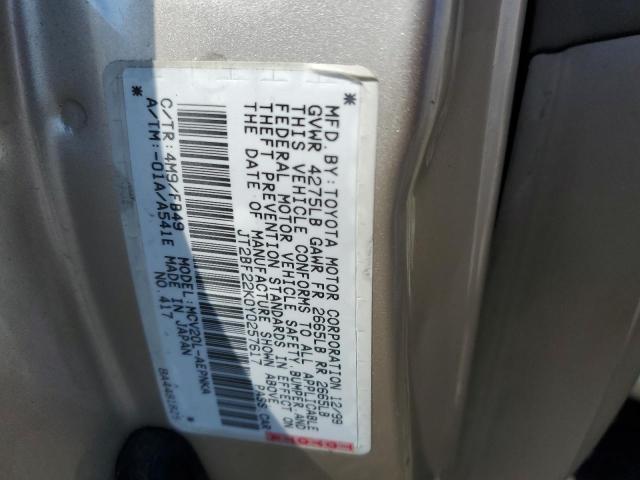 MFD. BY: TOYOTA MOTOR CORPORATION 12/99
GVWR 4275LB GAWR FR 2665LB RR 2665LB
THIS VEHICLE CONFORMS TO ALL APPLICABLE
FEDERAL MOTOR VEHICLE SAFETY BUMPER AND
THEFT PREVENTION STANDARDS IN EFFECT ON
THE DATE OF MANUFACTURE SHOWN ABOVE
JT2BF22K0Y0257617 PASS CAR
TOYOTA
C/TR: 4M9/FB49 MODEL: MCV20L-AEPNKA
A/TM: -01A/A541E MADE IN JAPAN
NO 417